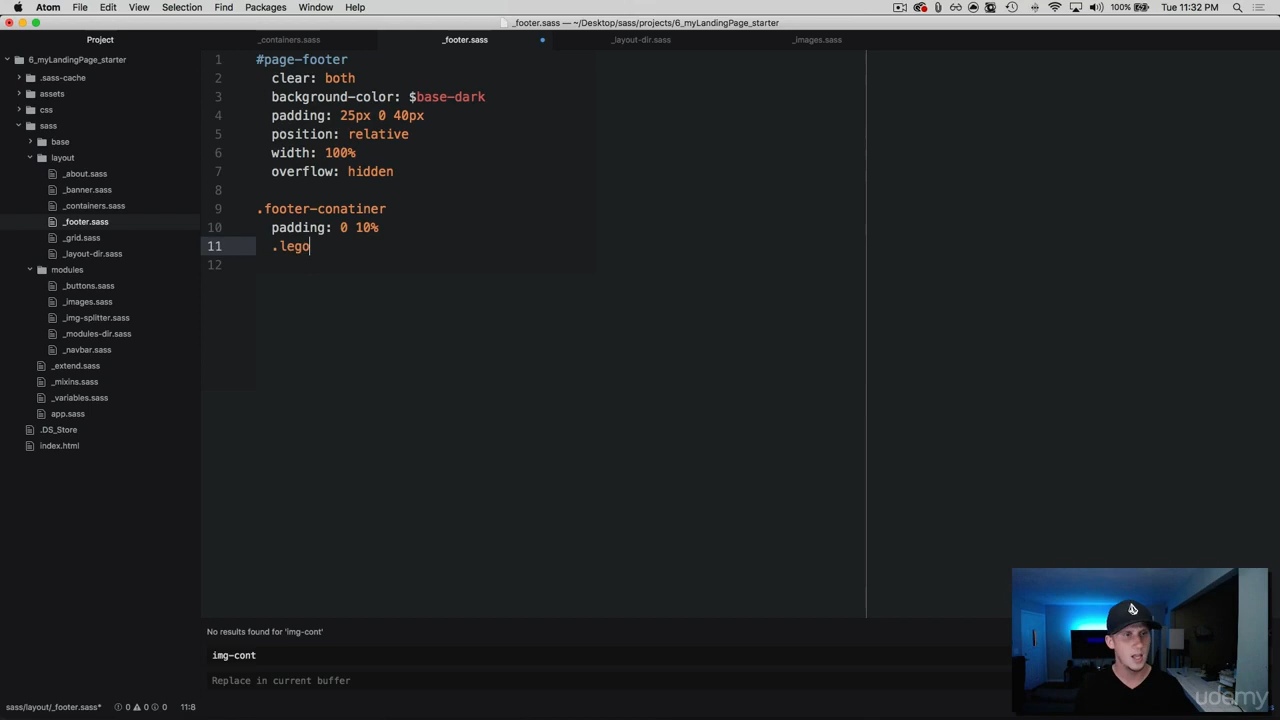 Atom File Edit View Selection Find Packages Window Help
100% Tue 11:32 PM
_footer.sass — ~/Desktop/sass/projects/6_myLandingPage_starter
Project
_containers.sass
_footer.sass
_layout-dir.sass
_images.sass
6_myLandingPage_starter
.sass-cache
assets
css
sass
base
layout
_about.sass
_banner.sass
_containers.sass
_footer.sass
_grid.sass
_layout-dir.sass
modules
_buttons.sass
_images.sass
_img-splitter.sass
_modules-dir.sass
_navbar.sass
_extend.sass
_mixins.sass
_variables.sass
app.sass
.DS_Store
index.html
1 #page-footer
2 clear: both
3 background-color: $base-dark
4 padding: 25px 0 40px
5 position: relative
6 width: 100%
7 overflow: hidden
8
9 .footer-conatiner
10 padding: 0 10%
11 .lego
12
No results found for 'img-cont'
img-cont
Replace in current buffer
sass/layout/_footer.sass* 0 0 0 11:8
udemy